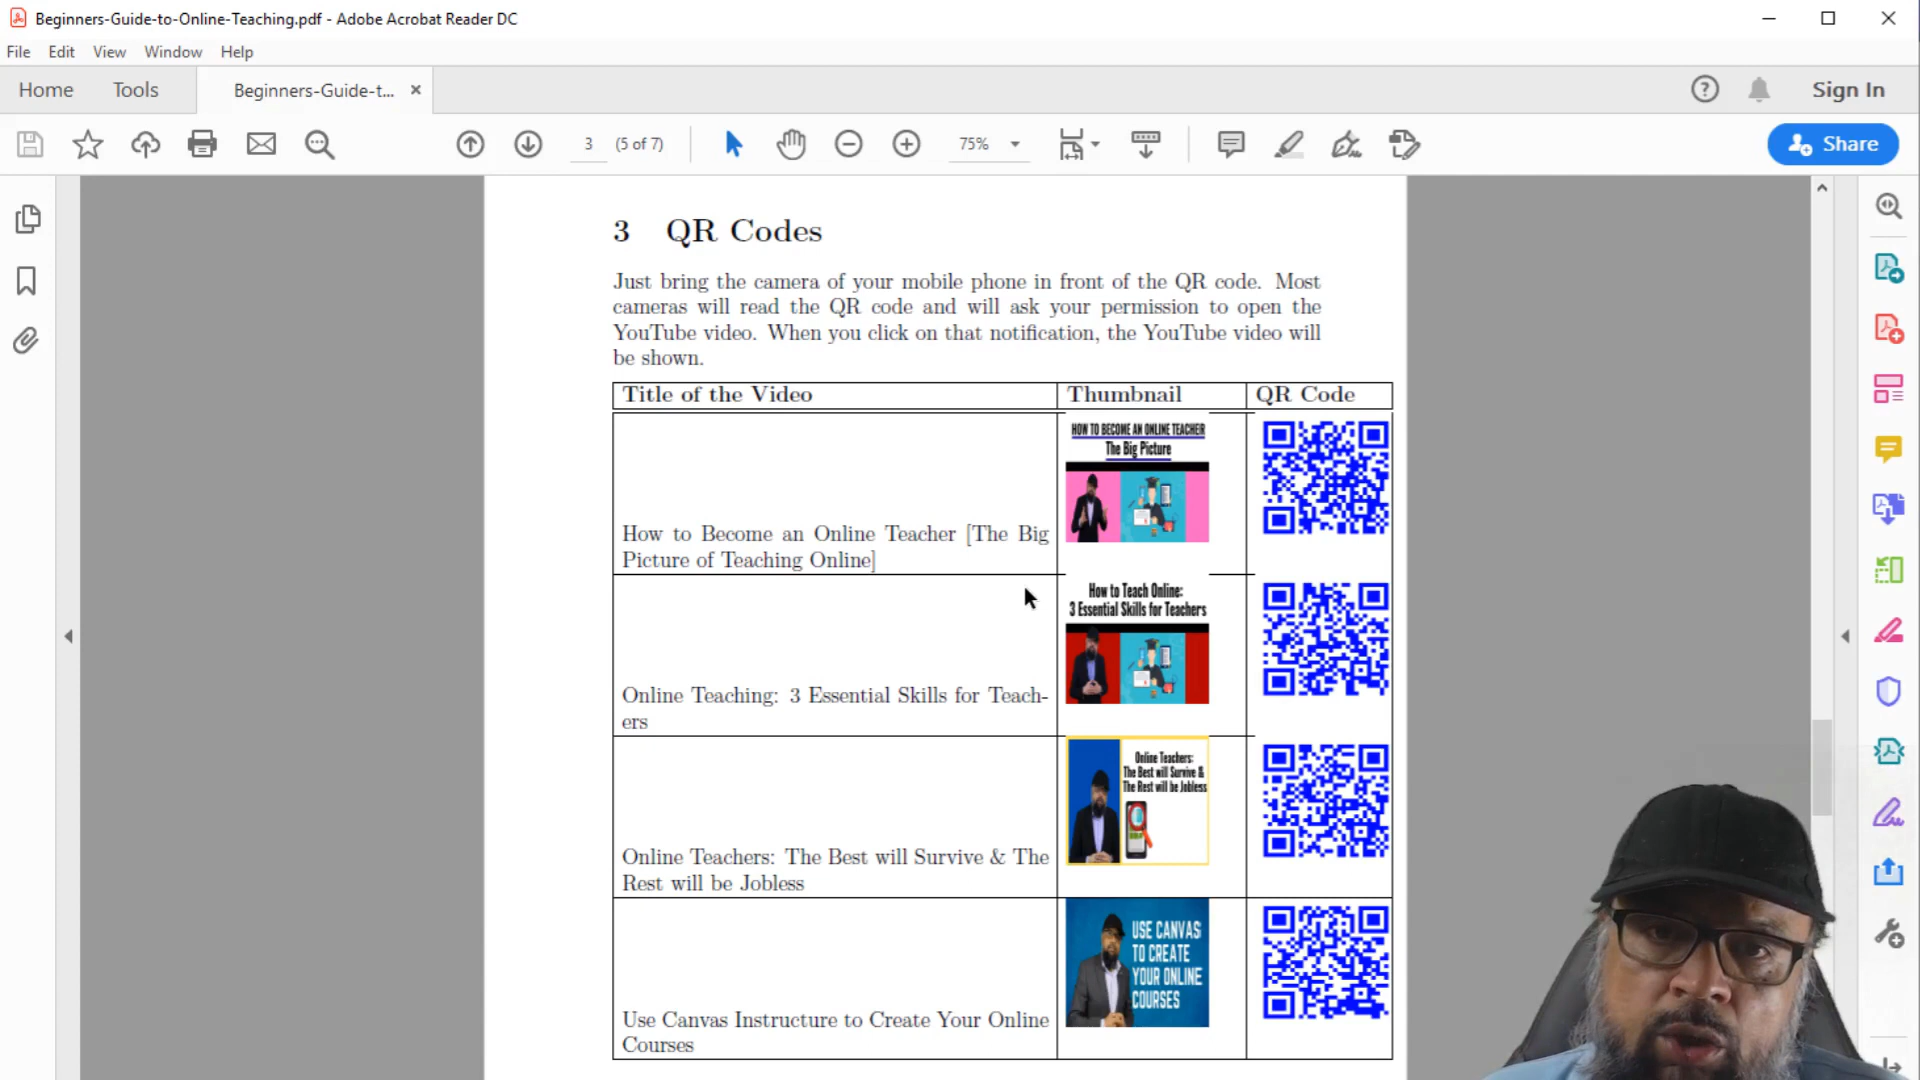 Beginners-Guide-to-Online-Teaching.pdf - Adobe Acrobat Reader DC
File Edit View Window Help
Home Tools Beginners-Guide-t... Sign In
3 (5 of 7) 75% Share
3 QR Codes
Just bring the camera of your mobile phone in front of the QR code. Most
cameras will read the QR code and will ask your permission to open the
YouTube video. When you click on that notification, the YouTube video will
be shown.
Title of the Video Thumbnail QR Code
HOW TO BECOME AN ONLINE TEACHER
The Big Picture
How to Become an Online Teacher [The Big
Picture of Teaching Online]
How to Teach Online:
3 Essential Skills for Teachers
Online Teaching: 3 Essential Skills for Teach-
ers
Online Teachers:
The Best will Survive &
The Rest will be Jobless
Online Teachers: The Best will Survive & The
Rest will be Jobless
USE CANVAS
TO CREATE
YOUR ONLINE
COURSES
Use Canvas Instructure to Create Your Online
Courses